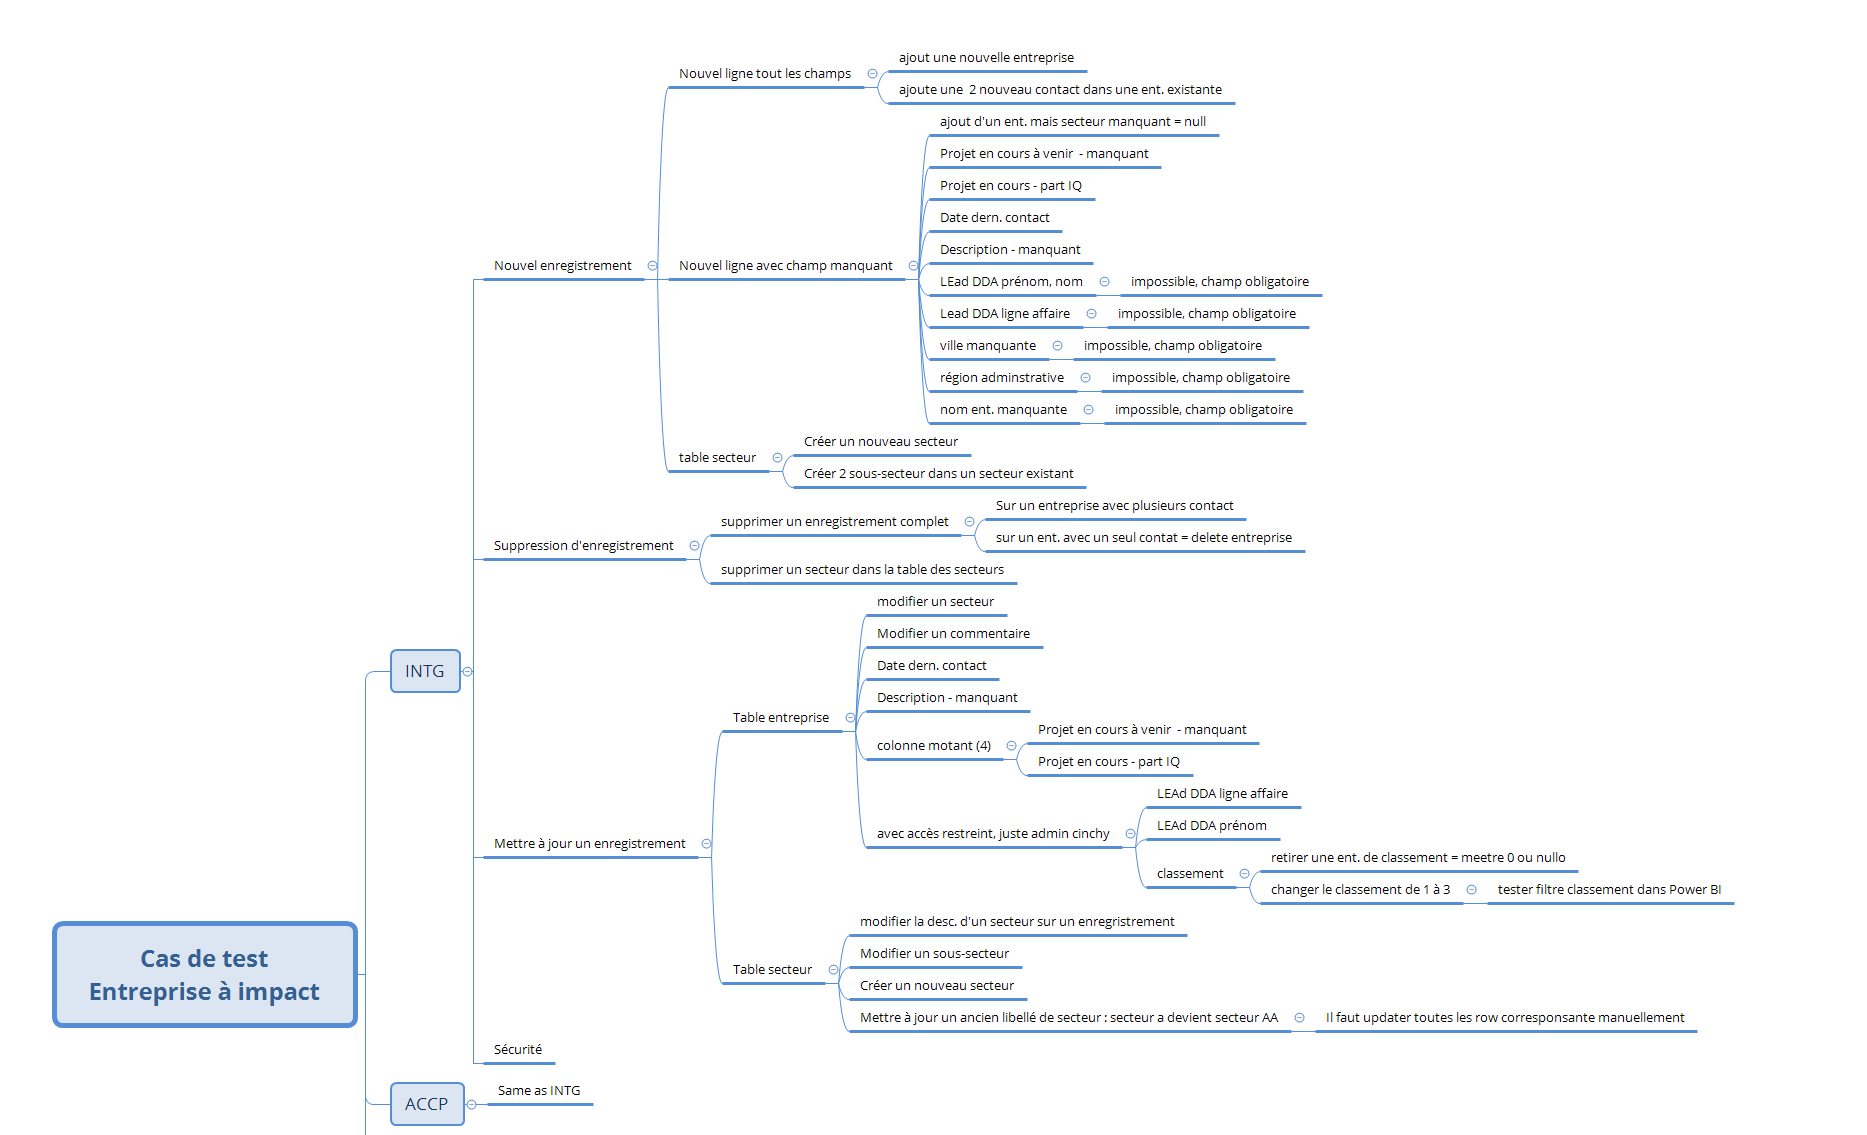 ajout une nouvelle entreprise
Nouvel ligne tout les champs
ajoute une  2 nouveau contact dans une ent. existante
ajout d'un ent. mais secteur manquant = null
Projet en cours à venir  - manquant
Projet en cours - part IQ
Date dern. contact
Description - manquant
Nouvel enregistrement
Nouvel ligne avec champ manquant
LEad DDA prénom, nom
impossible, champ obligatoire
Lead DDA ligne affaire
impossible, champ obligatoire
ville manquante
impossible, champ obligatoire
région adminstrative
impossible, champ obligatoire
nom ent. manquante
impossible, champ obligatoire
Créer un nouveau secteur
table secteur
Créer 2 sous-secteur dans un secteur existant
Sur un entreprise avec plusieurs contact
supprimer un enregistrement complet
sur un ent. avec un seul contat = delete entreprise
Suppression d'enregistrement
supprimer un secteur dans la table des secteurs
modifier un secteur
Modifier un commentaire
Date dern. contact
INTG
Description - manquant
Table entreprise
Projet en cours à venir  - manquant
colonne motant (4)
Projet en cours - part IQ
LEAd DDA ligne affaire
LEAd DDA prénom
avec accès restreint, juste admin cinchy
Mettre à jour un enregistrement
retirer une ent. de classement = meetre 0 ou nullo
classement
changer le classement de 1 à 3
tester filtre classement dans Power BI
modifier la desc. d'un secteur sur un enregristrement
Modifier un sous-secteur
Table secteur
Créer un nouveau secteur
Mettre à jour un ancien libellé de secteur : secteur a devient secteur AA
Il faut updater toutes les row corresponsante manuellement
Cas de test
Entreprise à impact
Sécurité
ACCP
Same as INTG